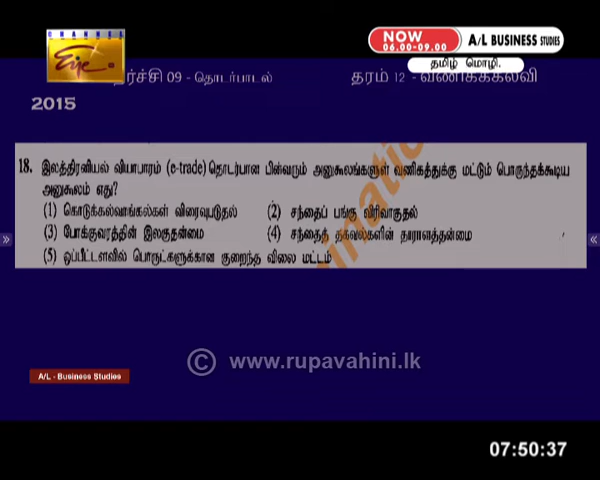 CHANNEL
Eye
NOW
06.00-09.00
A/L BUSINESS STUDIES
தமிழ் மொழி.
தேர்ச்சி 09 - தொடர்பாடல்
தரம் 12 - வணிகக்கல்வி
2015
18. இலத்திரனியல் வியாபாரம் (e-trade) தொடர்பான பின்வரும் அனுகூலங்களுள் வணிகத்துக்கு மட்டும் பொருந்தக்கூடிய
அனுகூலம் எது?
(1) கொடுக்கல்வாங்கல்கள் விரைவுபடுதல் (2) சந்தைப் பங்கு விரிவாகுதல்
(3) போக்குவரத்தின் இலகுதன்மை (4) சந்தைத் தகவல்களின் தாராளத்தன்மை
(5) ஒப்பீட்டளவில் பொருட்களுக்கான குறைந்த விலை மட்டம்
© www.rupavahini.lk
A/L - Business Studies
07:50:37